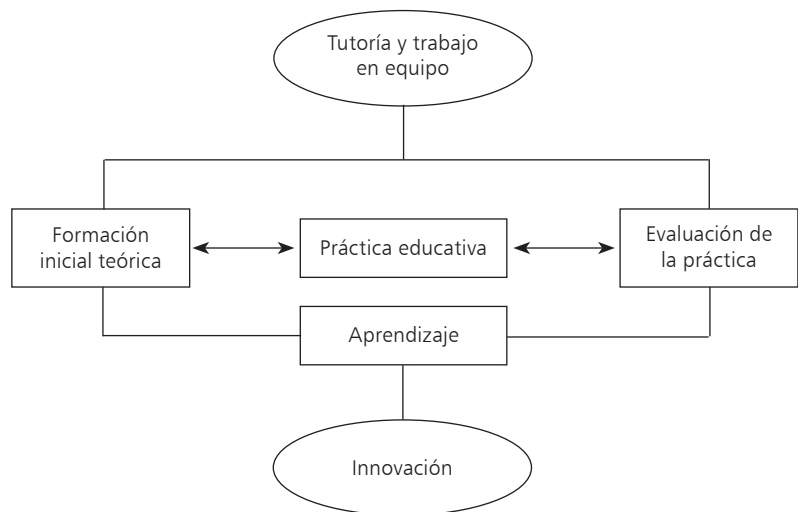 Tutoría y trabajo
en equipo
Formación
inicial teórica
Práctica educativa
Evaluación de
la práctica
Aprendizaje
Innovación